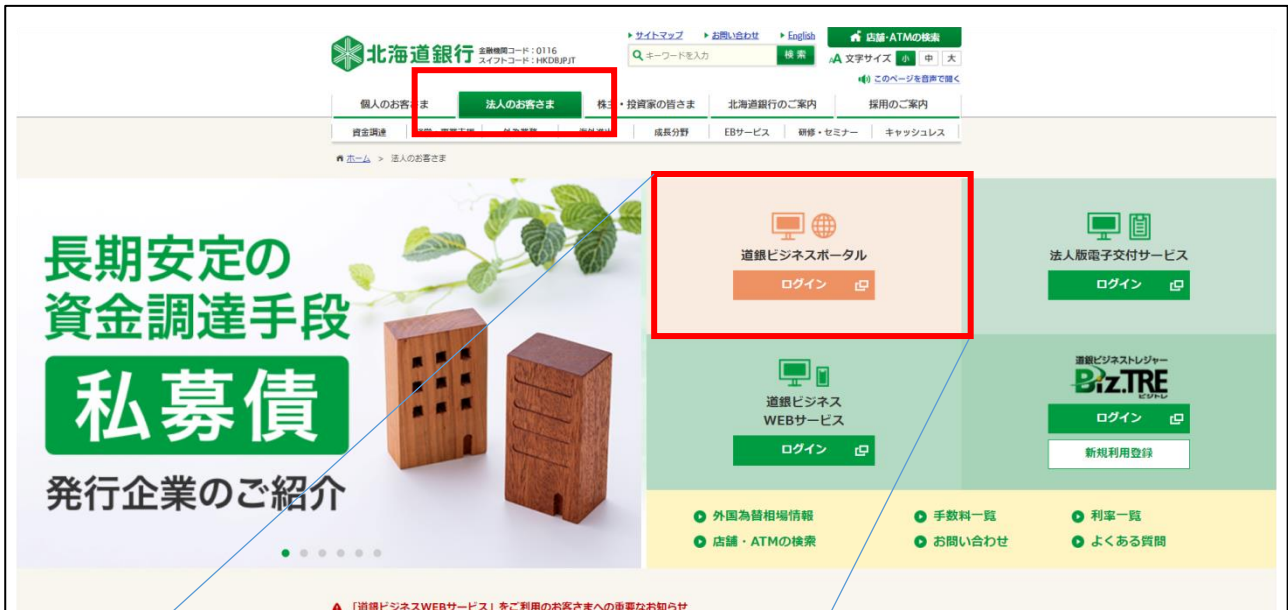 サイトマップ お問い合わせ English 店舗・ATMの検索
北海道銀行 金融機関コード：0116
スイフトコード：HKDBJPJT
キーワードを入力 検索 AA 文字サイズ 小 中 大
このページを音声で聞く
個人のお客さま 法人のお客さま 株主・投資家の皆さま 北海道銀行のご案内 採用のご案内
資金調達 成長分野 EBサービス 研修・セミナー キャッシュレス
ホーム > 法人のお客さま
長期安定の
資金調達手段
私募債
発行企業のご紹介
道銀ビジネスポータル
ログイン
法人版電子交付サービス
ログイン
道銀ビジネス
WEBサービス
ログイン
道銀ビジネストレジャー
Biz.TRE
ビジトレ
ログイン
新規利用登録
外国為替相場情報 手数料一覧 利率一覧
店舗・ATMの検索 お問い合わせ よくある質問
「道銀ビジネスWEBサービス」をご利用のお客さまへの重要なお知らせ